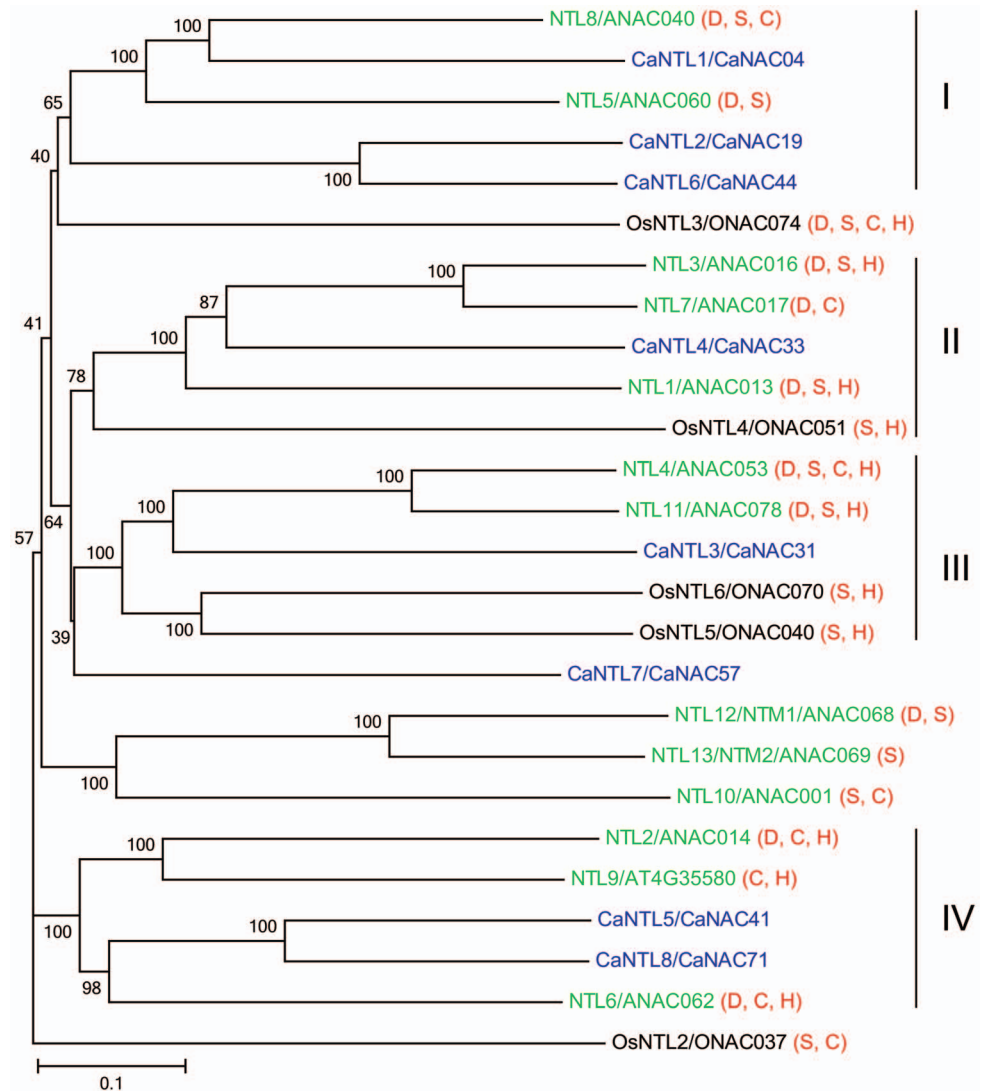 100
NTL8/ANAC040 (D, S, C)
100
CaNTL1/CaNAC04
65
NTL5/ANAC060 (D, S)
I
40
CaNTL2/CaNAC19
100
CaNTL6/CaNAC44
OsNTL3/ONAC074 (D, S, C, H)
100
NTL3/ANAC016 (D, S, H)
87
NTL7/ANAC017(D, C)
41
100
CaNTL4/CaNAC33
II
78
NTL1/ANAC013 (D, S, H)
OsNTL4/ONAC051 (S, H)
100
NTL4/ANAC053 (D, S, C, H)
100
NTL11/ANAC078 (D, S, H)
64
57
100
CaNTL3/CaNAC31
III
OsNTL6/ONAC070 (S, H)
39
100
OsNTL5/ONAC040 (S, H)
CaNTL7/CaNAC57
100
NTL12/NTM1/ANAC068 (D, S)
NTL13/NTM2/ANAC069 (S)
100
NTL10/ANAC001 (S, C)
100
NTL2/ANAC014 (D, C, H)
NTL9/AT4G35580 (C, H)
100
100
CaNTL5/CaNAC41
IV
CaNTL8/CaNAC71
98
NTL6/ANAC062 (D, C, H)
OsNTL2/ONAC037 (S, C)
0.1